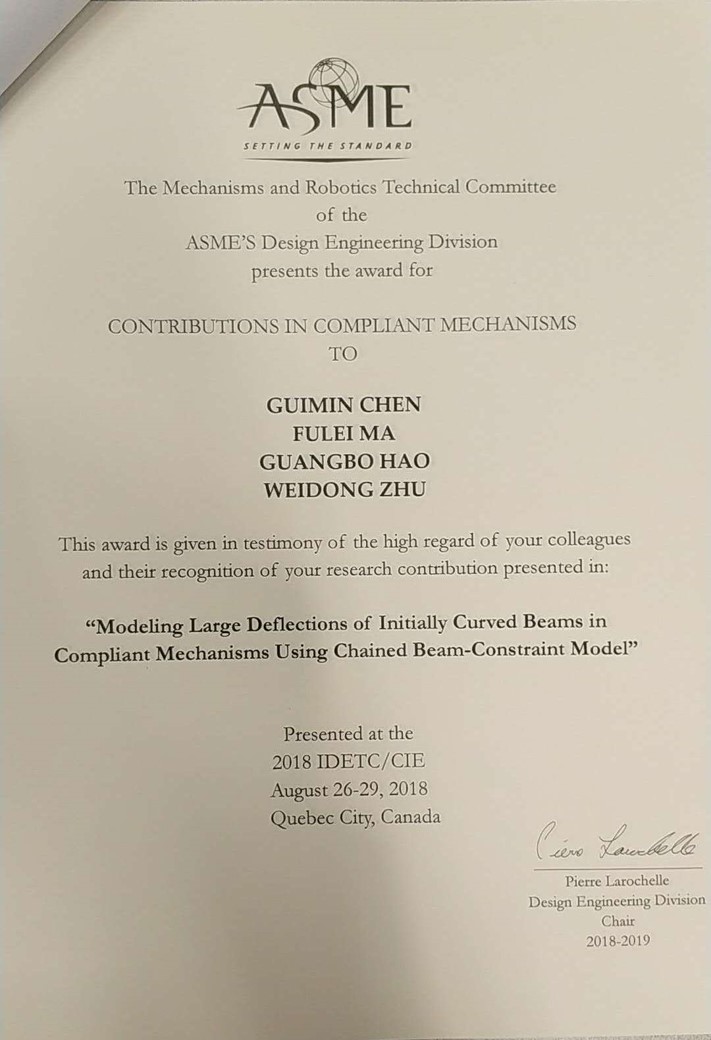 ASME
SETTING THE STANDARD
The Mechanisms and Robotics Technical Committee
of the
ASME'S Design Engineering Division
presents the award for
CONTRIBUTIONS IN COMPLIANT MECHANISMS
TO
GUIMIN CHEN
FULEI MA
GUANGBO HAO
WEIDONG ZHU
This award is given in testimony of the high regard of your colleagues
and their recognition of your research contribution presented in:
“Modeling Large Deflections of Initially Curved Beams in
Compliant Mechanisms Using Chained Beam-Constraint Model”
Presented at the
2018 IDETC/CIE
August 26-29, 2018
Quebec City, Canada
Pierre Larochelle
Pierre Larochelle
Design Engineering Division
Chair
2018-2019